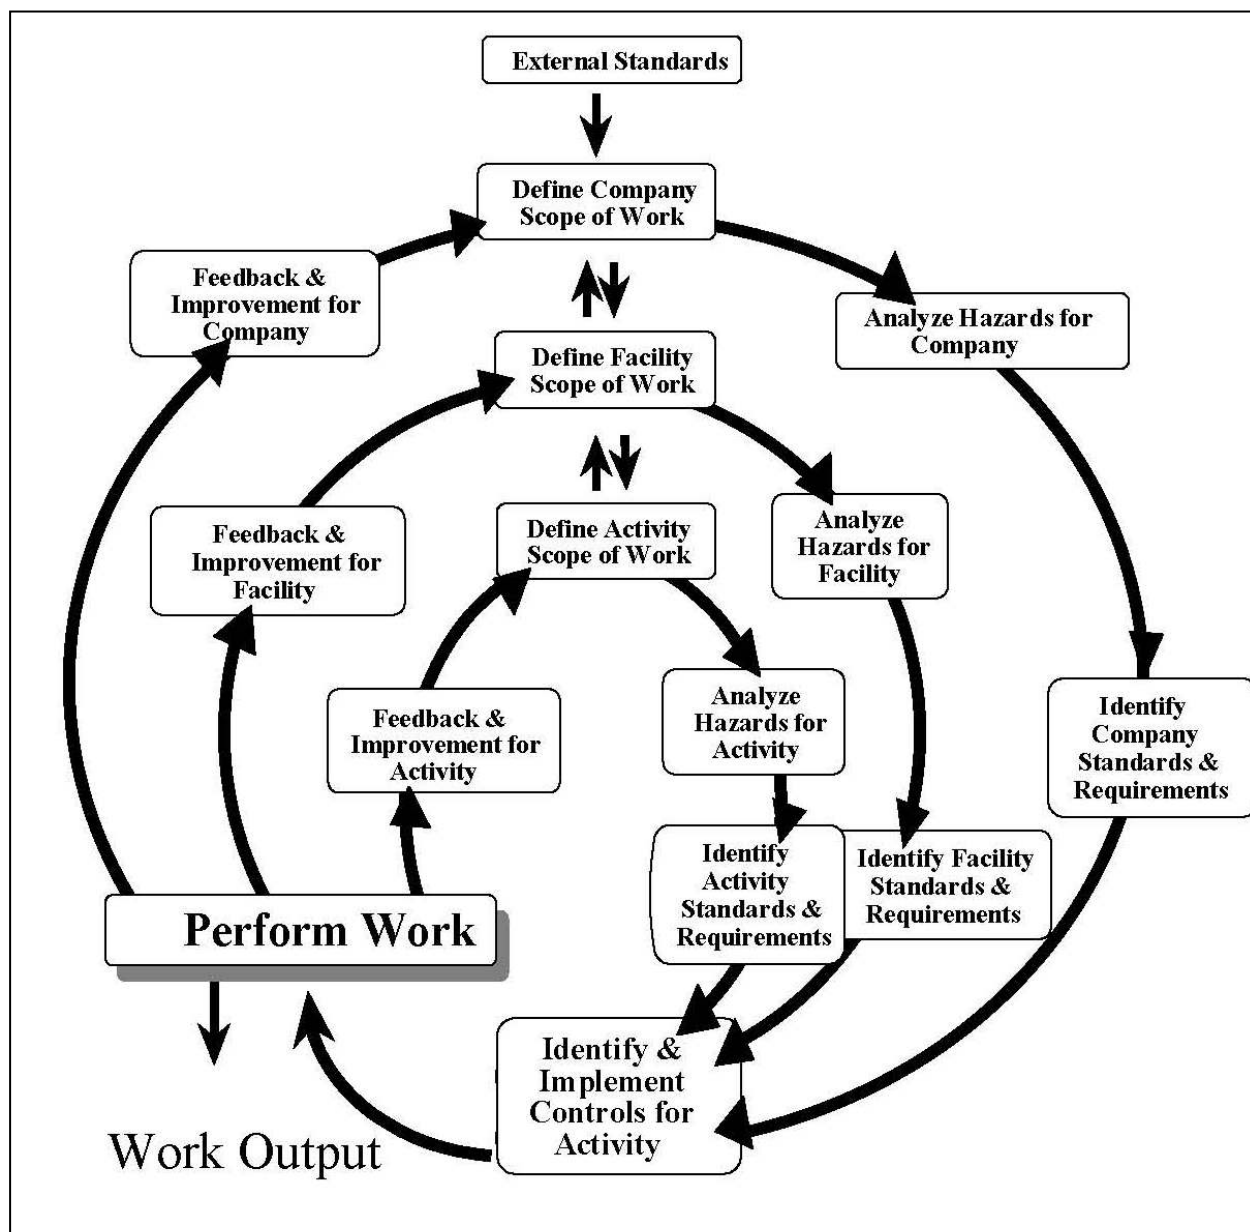 External Standards
Define Company
Scope of Work
Feedback &
Improvement for
Company
Analyze Hazards for
Company
Define Facility
Scope of Work
Feedback &
Improvement for
Facility
Define Activity
Scope of Work
Analyze
Hazards for
Facility
Feedback &
Improvement for
Activity
Analyze
Hazards for
Activity
Identify
Company
Standards &
Requirements
Identify
Activity
Standards &
Requirements
Identify Facility
Standards &
Requirements
Perform Work
Identify &
Implement
Controls for
Activity
Work Output